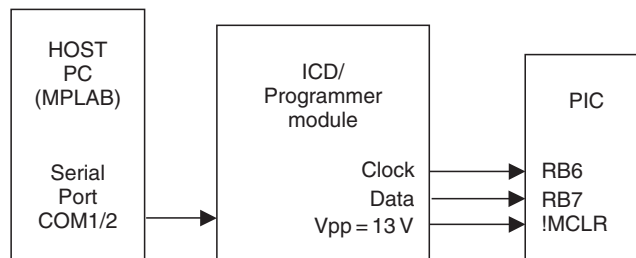 HOST
PC
(MPLAB)
Serial
Port
COM1/2
ICD/
Programmer
module
Clock
Data
Vpp = 13 V
PIC
RB6
RB7
!MCLR